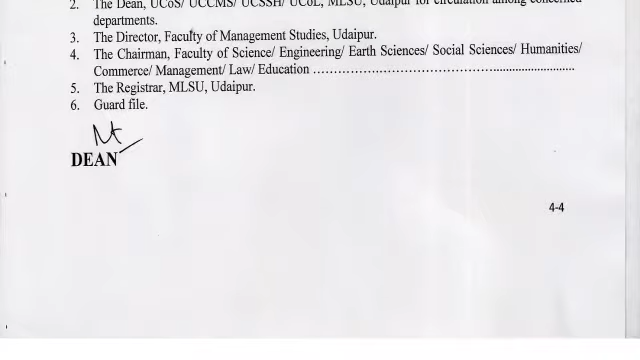 2. The Dean, UCoS/ UCCMS/ UCSSH/ UCoL, MLSU, Udaipur for circulation among concerned
departments.
3. The Director, Faculty of Management Studies, Udaipur.
4. The Chairman, Faculty of Science/ Engineering/ Earth Sciences/ Social Sciences/ Humanities/
Commerce/ Management/ Law/ Education ............................................................
5. The Registrar, MLSU, Udaipur.
6. Guard file.
DEAN
4-4